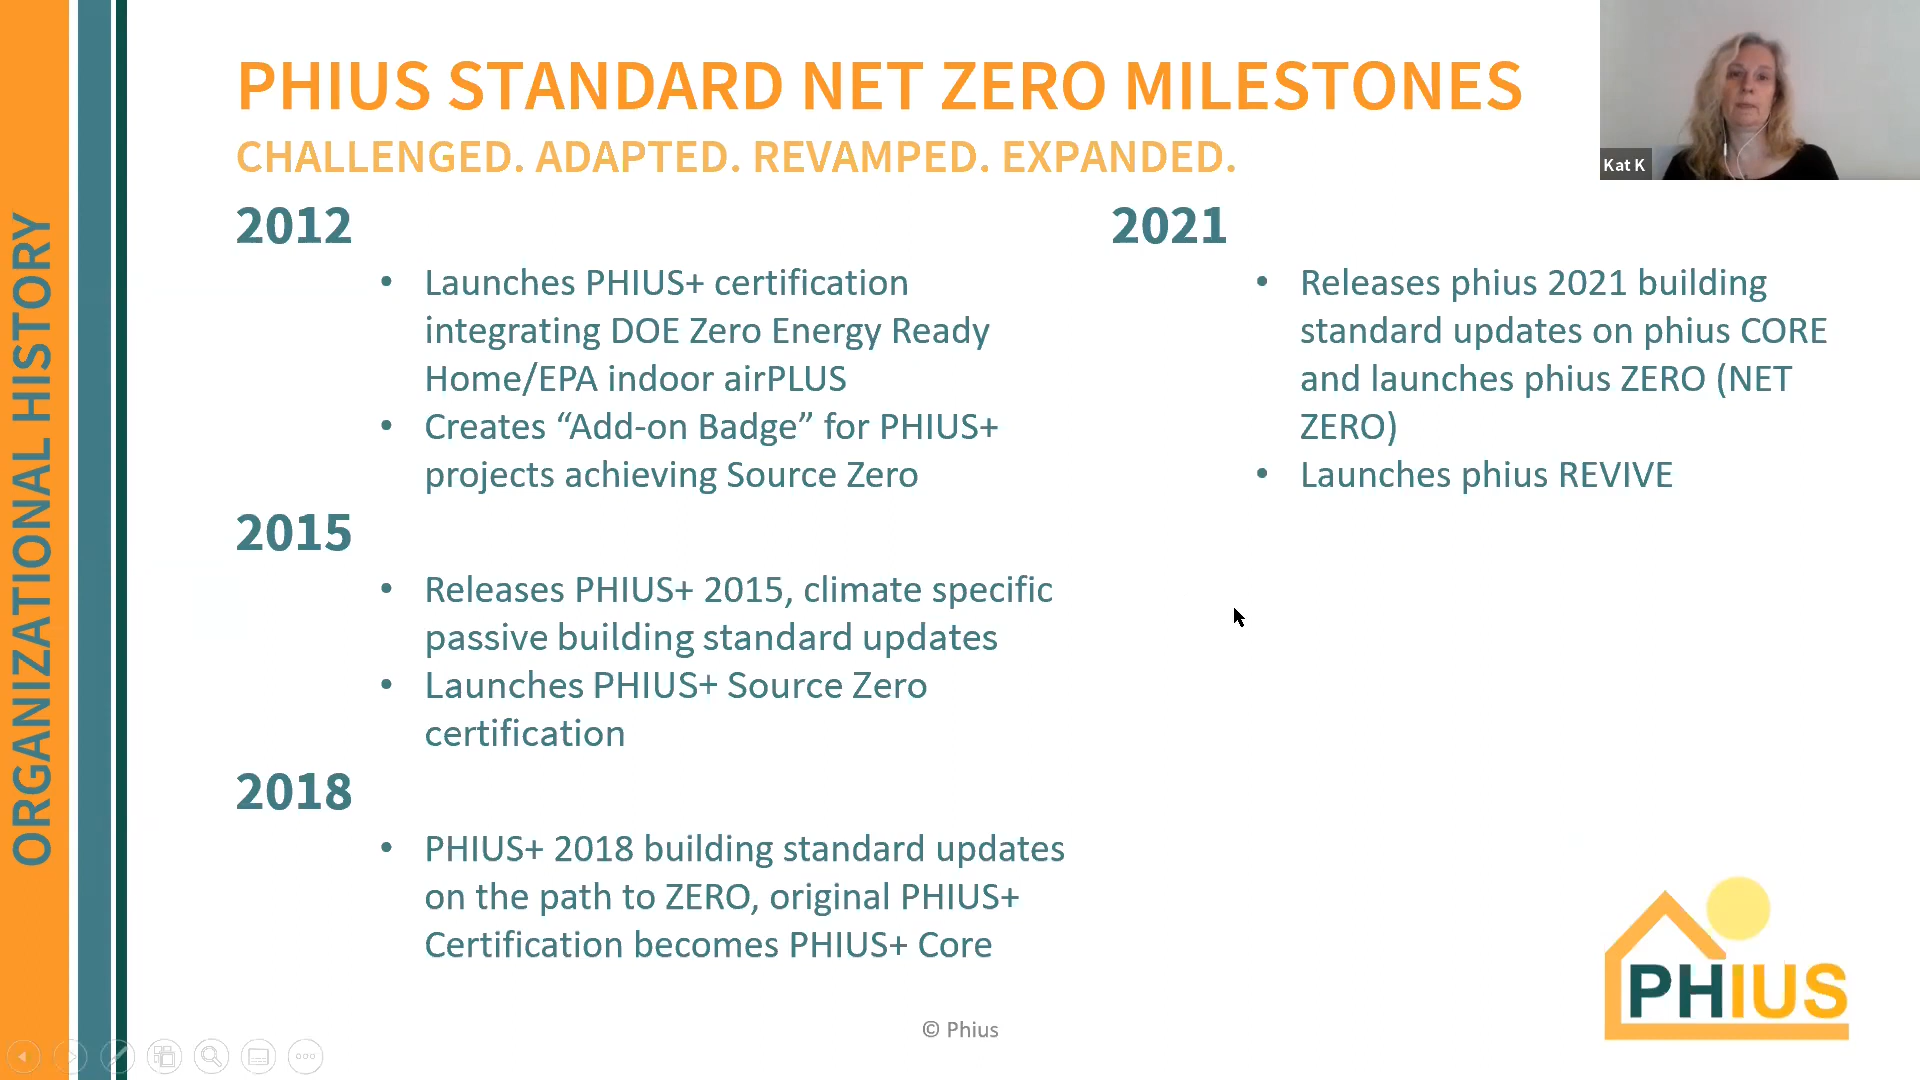 ORGANIZATIONAL HISTORY
PHIUS STANDARD NET ZERO MILESTONES
CHALLENGED. ADAPTED. REVAMPED. EXPANDED.
Kat K
2012
• Launches PHIUS+ certification
integrating DOE Zero Energy Ready
Home/EPA indoor airPLUS
• Creates “Add-on Badge” for PHIUS+
projects achieving Source Zero
2015
• Releases PHIUS+ 2015, climate specific
passive building standard updates
• Launches PHIUS+ Source Zero
certification
2018
• PHIUS+ 2018 building standard updates
on the path to ZERO, original PHIUS+
Certification becomes PHIUS+ Core
2021
• Releases phius 2021 building
standard updates on phius CORE
and launches phius ZERO (NET
ZERO)
• Launches phius REVIVE
PHIUS
© Phius